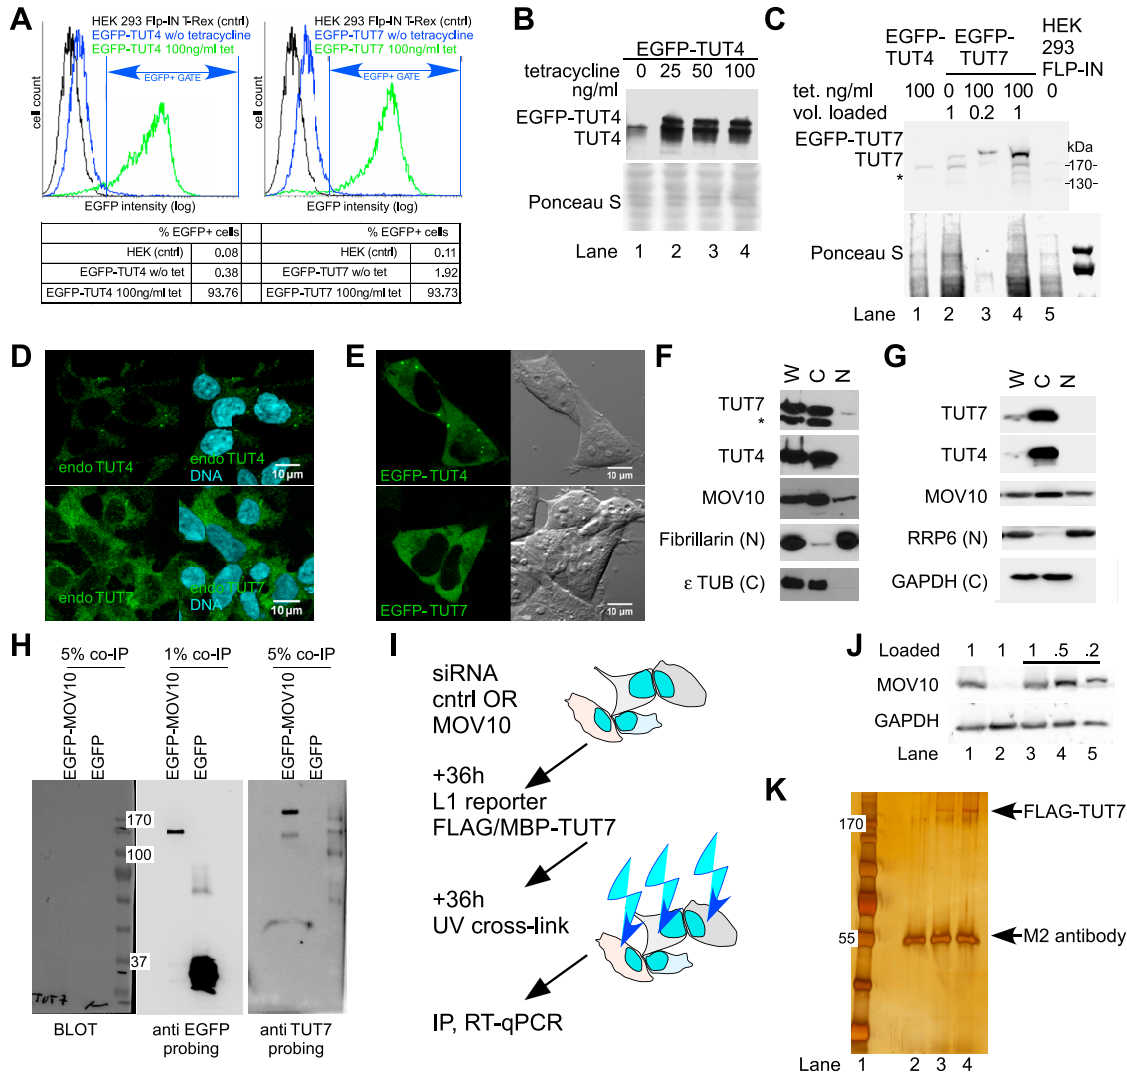 A
HEK 293 Flp-IN T-Rex (cntrl)
EGFP-TUT4 w/o tetracycline
EGFP-TUT4 100ng/ml tet
EGFP+ GATE
cell count
EGFP intensity (log)
HEK 293 Flp-IN T-Rex (cntrl)
EGFP-TUT7 w/o tetracycline
EGFP-TUT7 100ng/ml tet
EGFP+ GATE
cell count
EGFP intensity (log)
% EGFP+ cells
HEK (cntrl) 0.08
EGFP-TUT4 w/o tet 0.38
EGFP-TUT4 100ng/ml tet 93.76
% EGFP+ cells
HEK (cntrl) 0.11
EGFP-TUT7 w/o tet 1.92
EGFP-TUT7 100ng/ml tet 93.73
B
EGFP-TUT4
tetracycline 0 25 50 100
ng/ml
EGFP-TUT4
TUT4
Ponceau S
Lane 1 2 3 4
C
EGFP-
TUT4
EGFP-
TUT7
HEK
293
FLP-IN
tet. ng/ml 100 0 100 100 0
vol. loaded 1 0.2 1
EGFP-TUT7
TUT7
*
kDa
170-
-130-
Ponceau S
Lane 1 2 3 4 5
D
endo TUT4
endo TUT4
DNA
10 µm
endo TUT7
endo TUT7
DNA
10 µm
E
EGFP- TUT4
10 µm
EGFP- TUT7
10 µm
F
W C N
TUT7
*
TUT4
MOV10
Fibrillarin (N)
ε TUB (C)
G
W C N
TUT7
TUT4
MOV10
RRP6 (N)
GAPDH (C)
H
5% co-IP 1% co-IP 5% co-IP
EGFP-MOV10
EGFP
EGFP-MOV10
EGFP
EGFP-MOV10
EGFP
170
100
37
TUT7
BLOT
anti EGFP
probing
anti TUT7
probing
I
siRNA
cntrl OR
MOV10
+36h
L1 reporter
FLAG/MBP-TUT7
+36h
UV cross-link
IP, RT-qPCR
J
Loaded 1 1 1 .5 .2
MOV10
GAPDH
Lane 1 2 3 4 5
K
170
FLAG-TUT7
55
M2 antibody
Lane 1 2 3 4